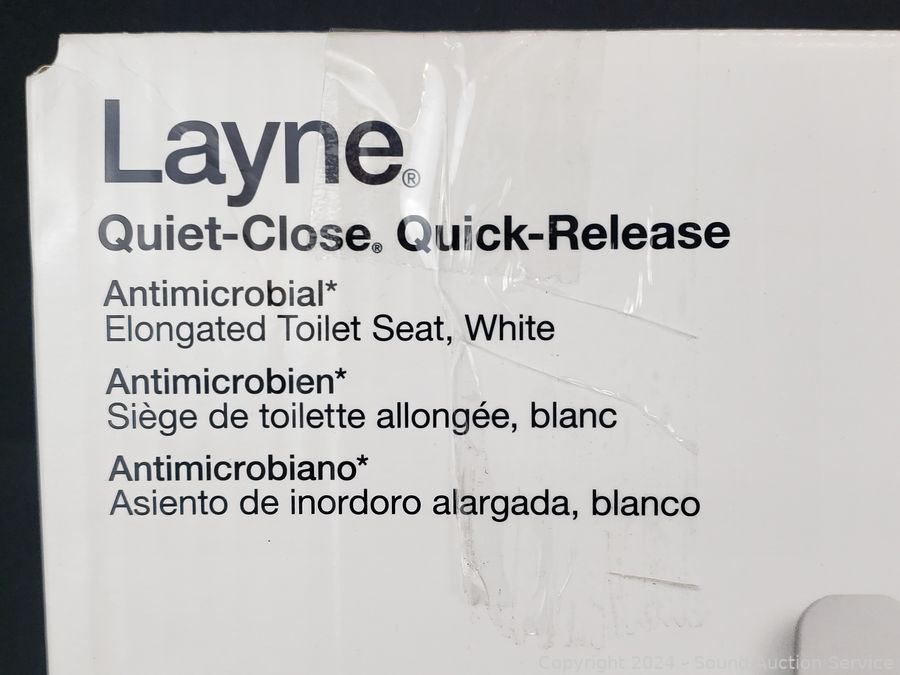 Layne®
Quiet-Close® Quick-Release
Antimicrobial*
Elongated Toilet Seat, White
Antimicrobien*
Siège de toilette allongée, blanc
Antimicrobiano*
Asiento de inordoro alargada, blanco
Copyright 2024 - Sound Auction Service